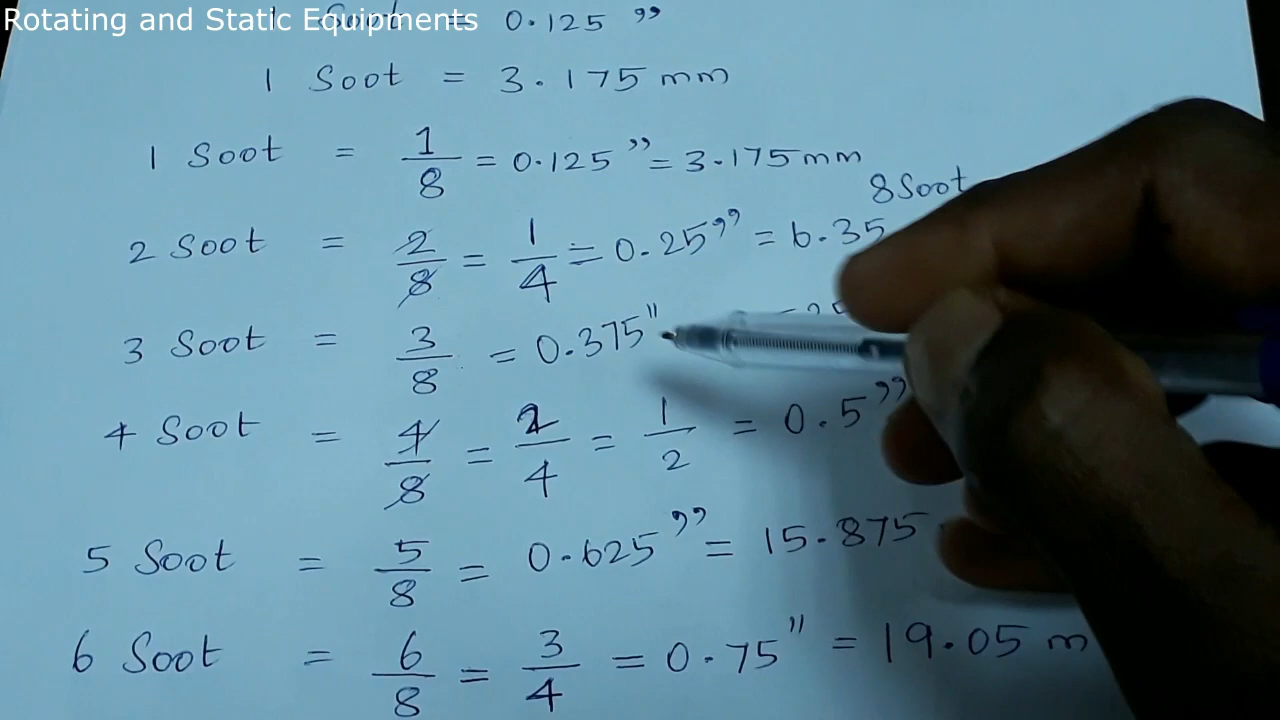 Rotating and Static Equipments
1 Soot = 0.125 ”
1 Soot = 3.175 mm
1 Soot = 1/8 = 0.125 ” = 3.175 mm
8 Soot
2 Soot = 2/8 = 1/4 = 0.25 ” = 6.35
3 Soot = 3/8 = 0.375 "
4 Soot = 4/8 = 2/4 = 1/2 = 0.5 ”
5 Soot = 5/8 = 0.625 ” = 15.875
6 Soot = 6/8 = 3/4 = 0.75 " = 19.05 m